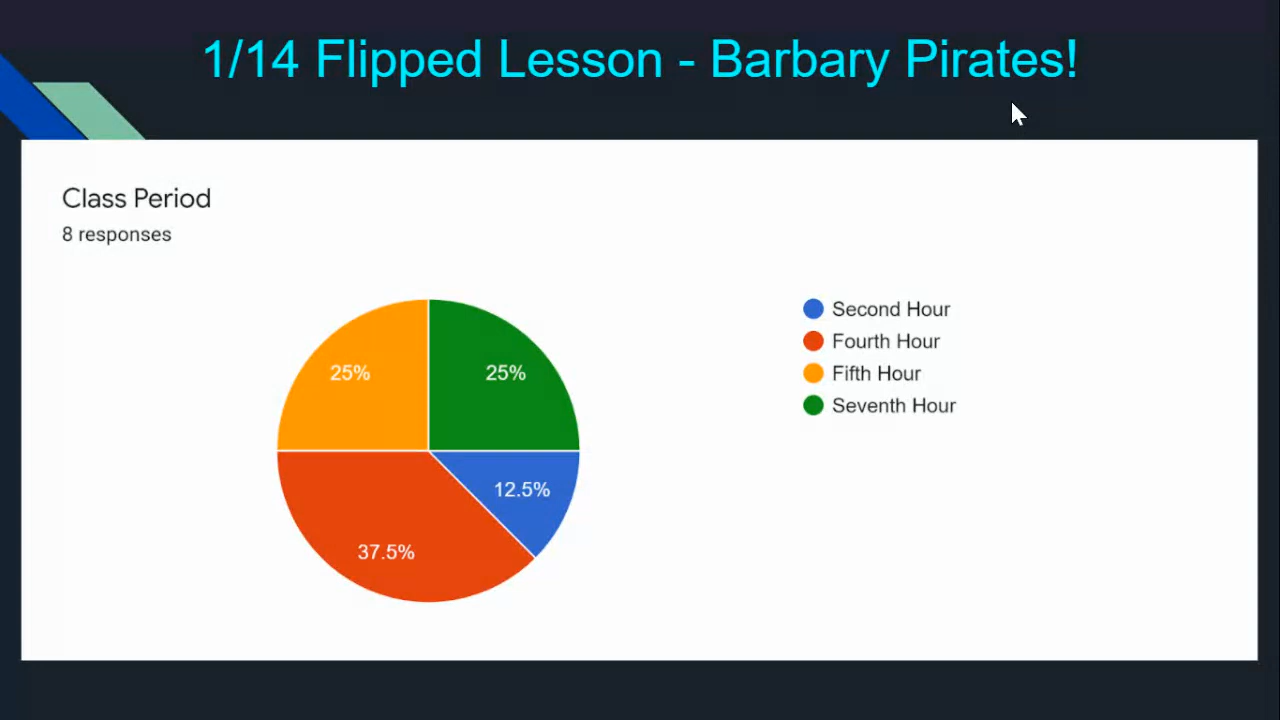 1/14 Flipped Lesson - Barbary Pirates!
Class Period
8 responses
25%
25%
12.5%
37.5%
Second Hour
Fourth Hour
Fifth Hour
Seventh Hour